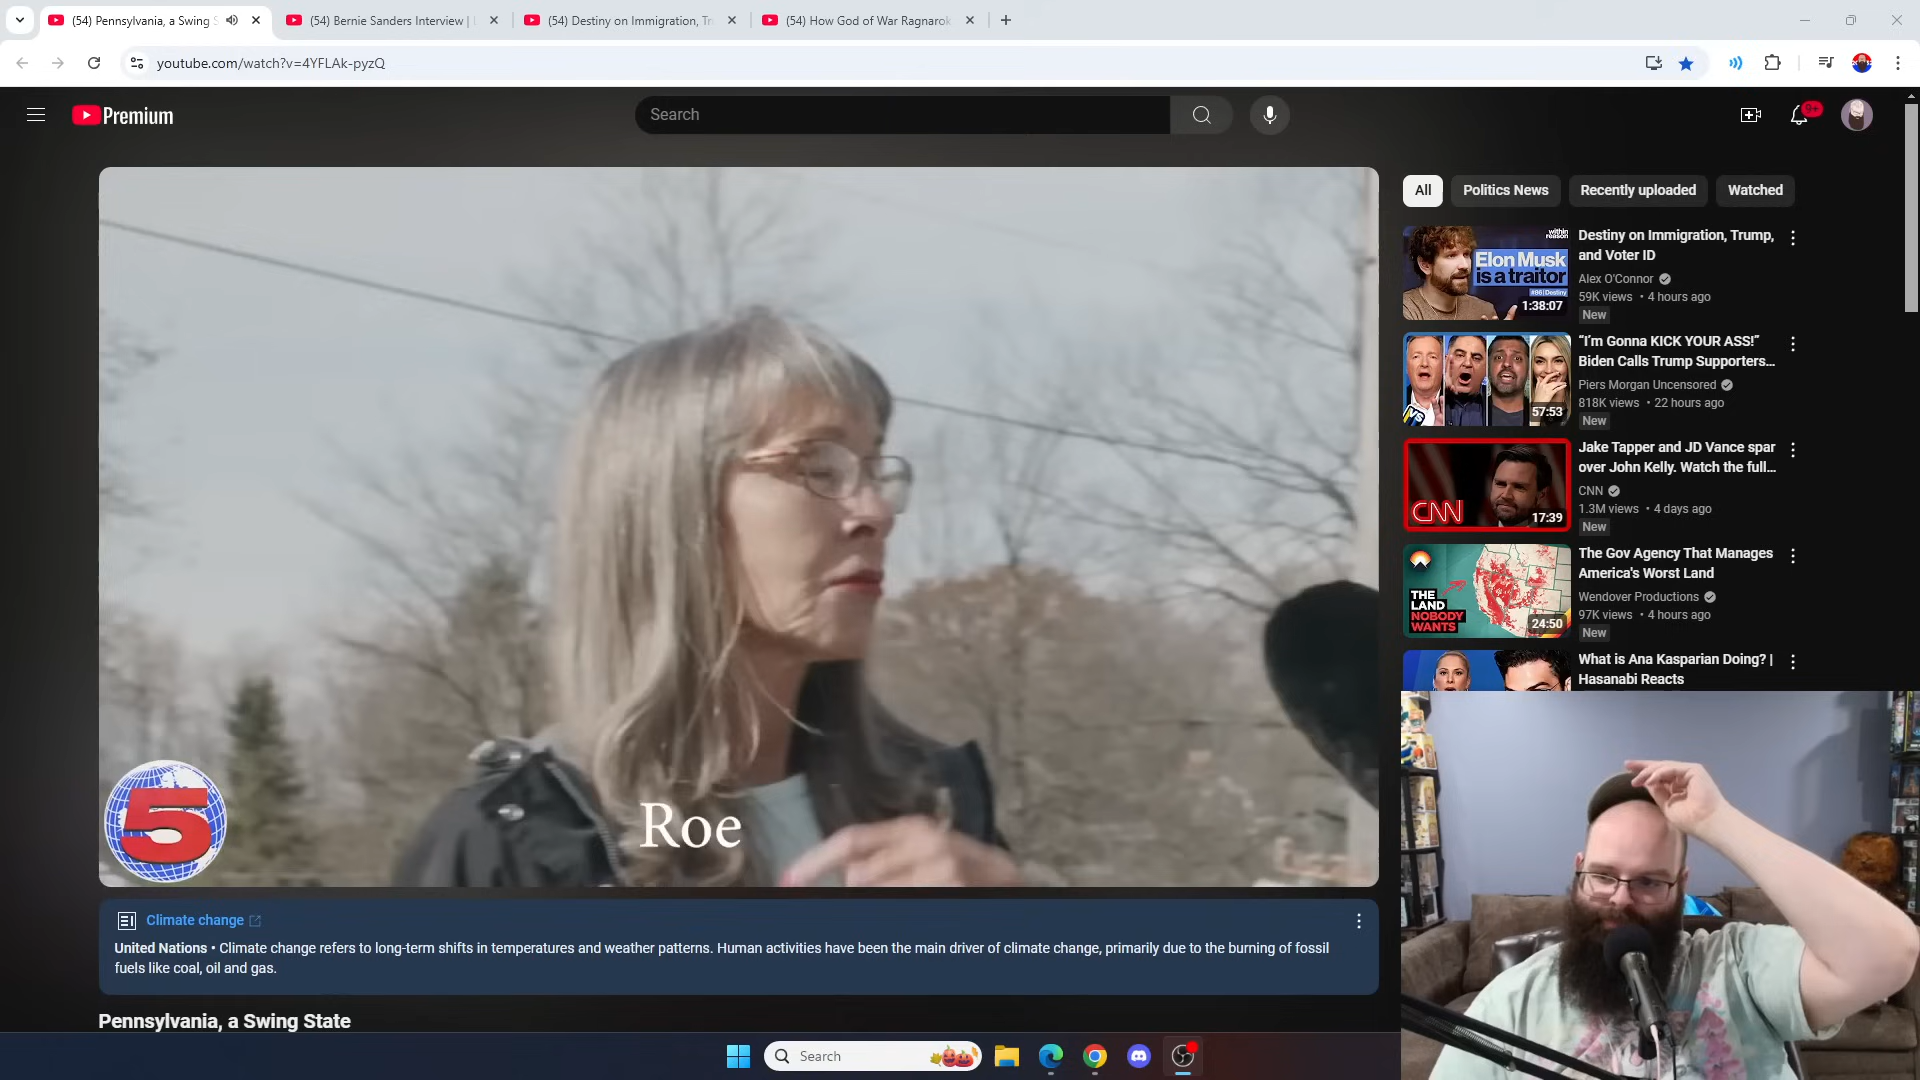 (54) Pennsylvania, a Swing S
(54) Bernie Sanders Interview |
(54) Destiny on Immigration, Tr
(54) How God of War Ragnarok
youtube.com/watch?v=4YFLAk-pyzQ
Premium
Search
9+
All
Politics News
Recently uploaded
Watched
within reason
Elon Musk
is a traitor
1:38:07
Destiny on Immigration, Trump,
and Voter ID
Alex O'Connor
59K views • 4 hours ago
New
57:53
"I'm Gonna KICK YOUR ASS!"
Biden Calls Trump Supporters...
Piers Morgan Uncensored
818K views • 22 hours ago
New
CNN
17:39
Jake Tapper and JD Vance spar
over John Kelly. Watch the full...
CNN
1.3M views • 4 days ago
New
THE
LAND
NOBODY
WANTS
24:50
The Gov Agency That Manages
America's Worst Land
Wendover Productions
97K views • 4 hours ago
New
What is Ana Kasparian Doing? |
Hasanabi Reacts
5
Roe
Climate change
United Nations • Climate change refers to long-term shifts in temperatures and weather patterns. Human activities have been the main driver of climate change, primarily due to the burning of fossil
fuels like coal, oil and gas.
Pennsylvania, a Swing State
Search